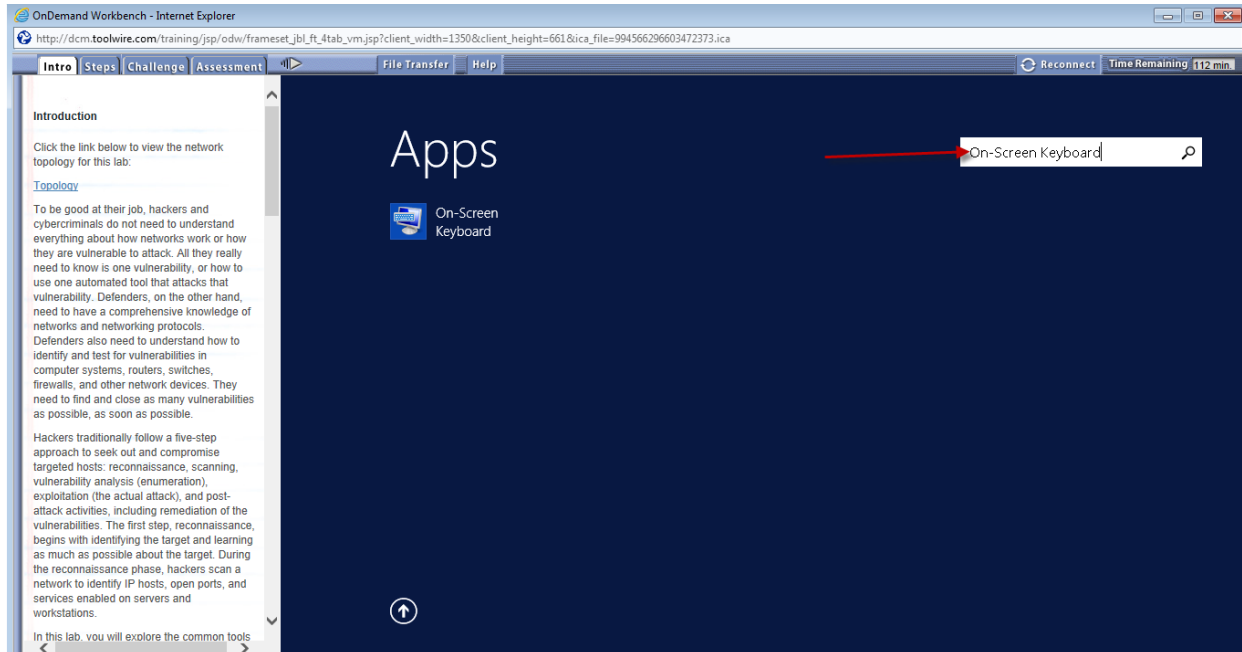 OnDemand Workbench - Internet Explorer
http://dcm.toolwire.com/training/jsp/odw/frameset_jbl_ft_4tab_vm.jsp?client_width=1350&client_height=661&ica_file=994566296603472373.ica
Intro Steps Challenge Assessment File Transfer Help Reconnect Time Remaining 112 min.
Introduction
Click the link below to view the network
topology for this lab:
Topology
To be good at their job, hackers and
cybercriminals do not need to understand
everything about how networks work or how
they are vulnerable to attack. All they really
need to know is one vulnerability, or how to
use one automated tool that attacks that
vulnerability. Defenders, on the other hand,
need to have a comprehensive knowledge of
networks and networking protocols.
Defenders also need to understand how to
identify and test for vulnerabilities in
computer systems, routers, switches,
firewalls, and other network devices. They
need to find and close as many vulnerabilities
as possible, as soon as possible.
Hackers traditionally follow a five-step
approach to seek out and compromise
targeted hosts: reconnaissance, scanning,
vulnerability analysis (enumeration),
exploitation (the actual attack), and post-
attack activities, including remediation of the
vulnerabilities. The first step, reconnaissance,
begins with identifying the target and learning
as much as possible about the target. During
the reconnaissance phase, hackers scan a
network to identify IP hosts, open ports, and
services enabled on servers and
workstations.
In this lab, you will explore the common tools
Apps
On-Screen Keyboard
On-Screen
Keyboard